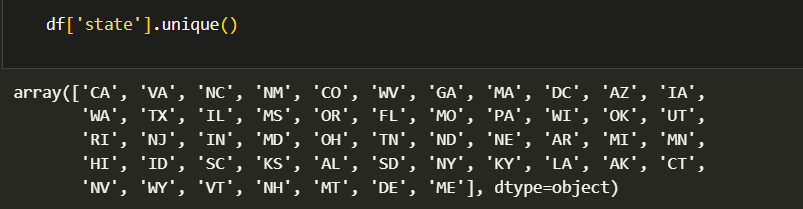 df['state'].unique()
array(['CA', 'VA', 'NC', 'NM', 'CO', 'WV', 'GA', 'MA', 'DC', 'AZ', 'IA',
'WA', 'TX', 'IL', 'MS', 'OR', 'FL', 'MO', 'PA', 'WI', 'OK', 'UT',
'RI', 'NJ', 'IN', 'MD', 'OH', 'TN', 'ND', 'NE', 'AR', 'MI', 'MN',
'HI', 'ID', 'SC', 'KS', 'AL', 'SD', 'NY', 'KY', 'LA', 'AK', 'CT',
'NV', 'WY', 'VT', 'NH', 'MT', 'DE', 'ME'], dtype=object)